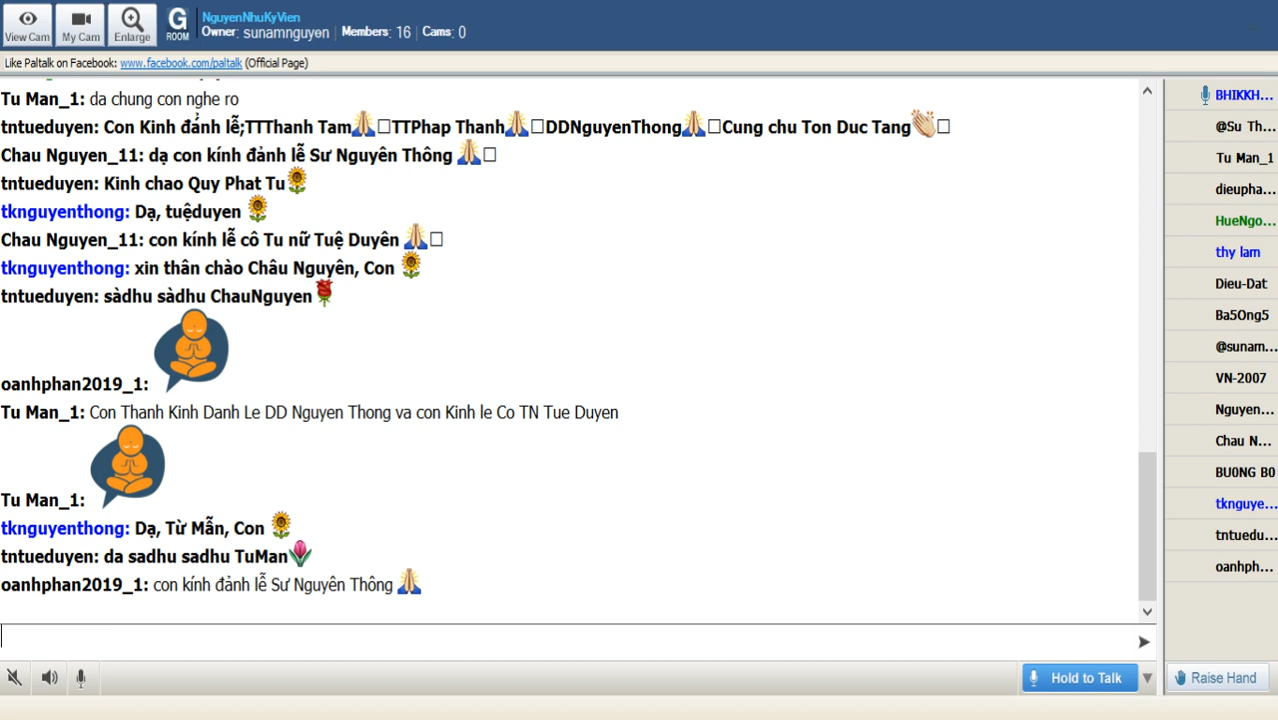 View Cam
My Cam
Enlarge
G
ROOM
NguyenNhuKyVien
Owner: sunamnguyen Members: 16 Cams: 0
Like Paltalk on Facebook: www.facebook.com/paltalk (Official Page)
Tu Man_1: da chung con nghe ro
tntueduyen: Con Kinh đảnh lễ;TTThanh Tam🙏TTPhap Thanh🙏DDNguyenThong🙏Cung chu Ton Duc Tang👏
Chau Nguyen_11: dạ con kính đảnh lễ Sư Nguyên Thông 🙏
tntueduyen: Kinh chao Quy Phat Tu🌻
tknguyenthong: Dạ, tuệduyen 🌻
Chau Nguyen_11: con kính lễ cô Tu nữ Tuệ Duyên 🙏
tknguyenthong: xin thân chào Châu Nguyên, Con 🌻
tntueduyen: sàdhu sàdhu ChauNguyen🌹
oanhphan2019_1:
Tu Man_1: Con Thanh Kinh Danh Le DD Nguyen Thong va con Kinh le Co TN Tue Duyen
Tu Man_1:
tknguyenthong: Dạ, Từ Mẫn, Con 🌻
tntueduyen: da sadhu sadhu TuMan🌷
oanhphan2019_1: con kính đảnh lễ Sư Nguyên Thông 🙏
Hold to Talk
BHIKKH...
@Su Th...
Tu Man_1
dieupha...
HueNgo...
thy lam
Dieu-Dat
Ba5Ong5
@sunam...
VN-2007
Nguyen...
Chau N...
BU0NG B0
tknguye...
tntuedu...
oanhph...
Raise Hand